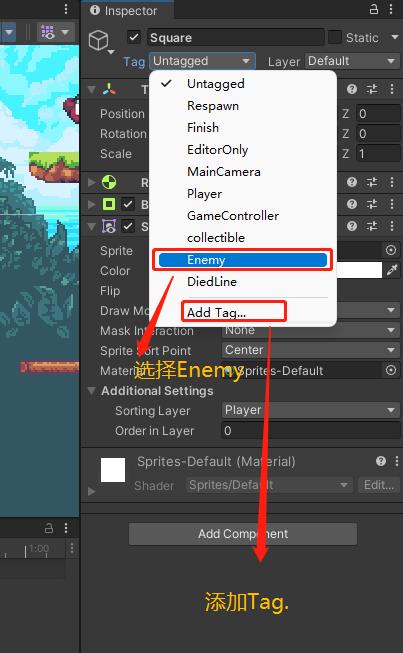 Inspector
Square
Static
Tag Untagged Layer Default
Untagged
Respawn
Finish
EditorOnly
MainCamera
Player
GameController
collectible
Enemy
DiedLine
Add Tag...
T
Position Z 0
Rotation Z 0
Scale Z 1
R
B
S
Sprite
Color
Flip
Draw Mo
Mask Interaction None
Sprite Sort Point Center
Material Sprites-Default
选择Enemy
Additional Settings
Sorting Layer Player
Order in Layer 0
Sprites-Default (Material)
Shader Sprites/Default Edit...
1:00
Add Component
添加Tag.